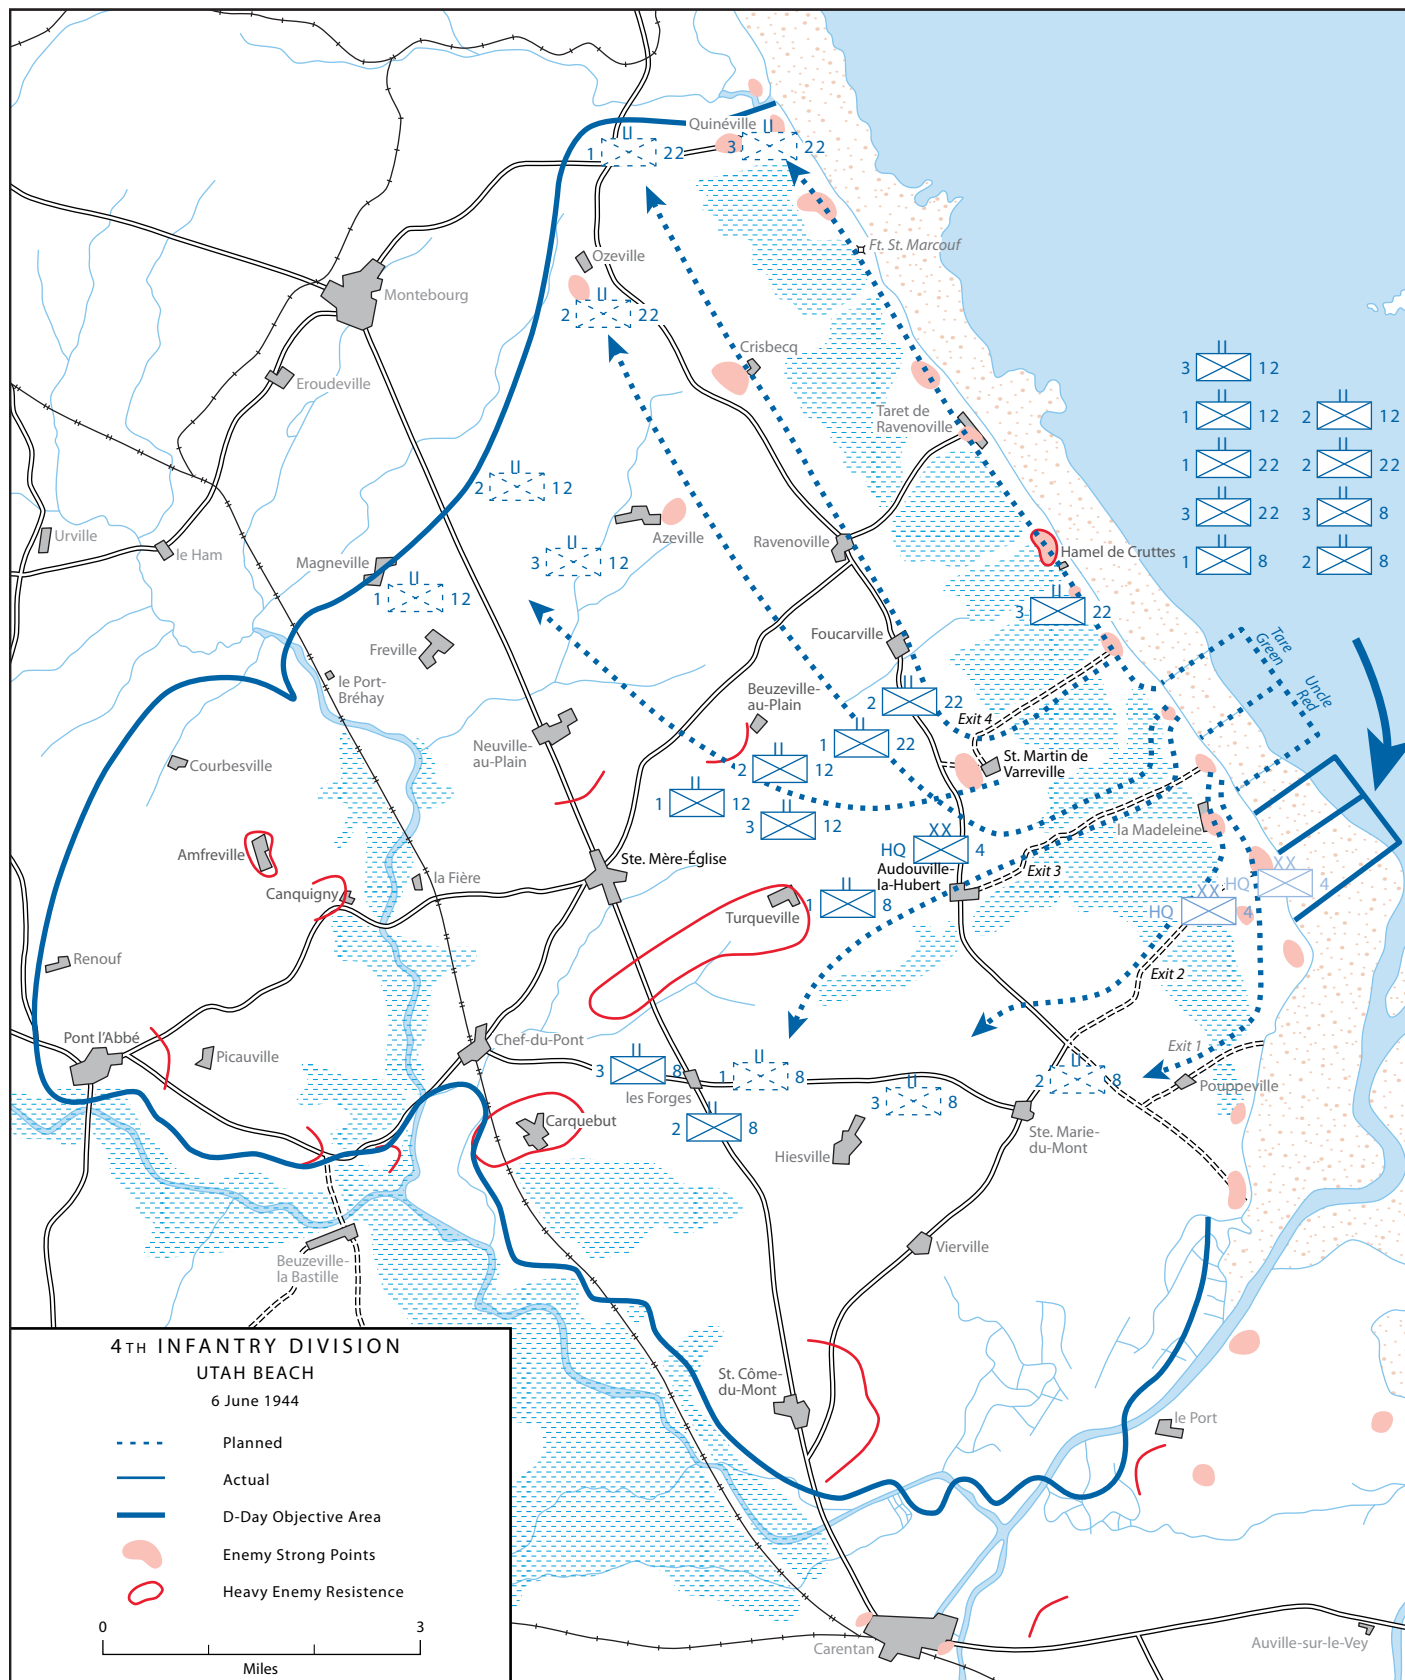 Quinéville
1 22
3 22
Ft. St. Marcouf
Ozeville
Montebourg
2 22
Crisbecq
3 12
Eroudeville
1 12
2 12
Taret de
Ravenoville
1 22
2 22
2 12
3 22
3 8
Azeville
Urville
le Ham
Ravenoville
Hamel de Cruttes
Magneville
3 12
1 8
2 8
1 12
3 22
Foucarville
Freville
Tare
Green
le Port-
Bréhay
Beuzeville-
au-Plain
2 22
Exit 4
Uncle
Red
Neuville-
au-Plain
1 22
St. Martin de
Varreville
Courbesville
2 12
1 12
3 12
la Madeleine
XX
HQ 4
Amfreville
Ste. Mère-Église
Audouville-
la-Hubert
Exit 3
la Fière
Canquigny
XX
HQ 4
XX
HQ 4
Turqueville
1 8
Renouf
Exit 2
Pont l'Abbé
Picauville
Chef-du-Pont
Exit 1
3 8
1 8
2 8
les Forges
3 8
Pouppeville
Carquebut
2 8
Hiesville
Ste. Marie-
du-Mont
Vierville
Beuzeville-
la Bastille
St. Côme-
du-Mont
le Port
4TH INFANTRY DIVISION
UTAH BEACH
6 June 1944
Planned
Actual
D-Day Objective Area
Enemy Strong Points
Heavy Enemy Resistence
0 3
Miles
Carentan
Auville-sur-le-Vey